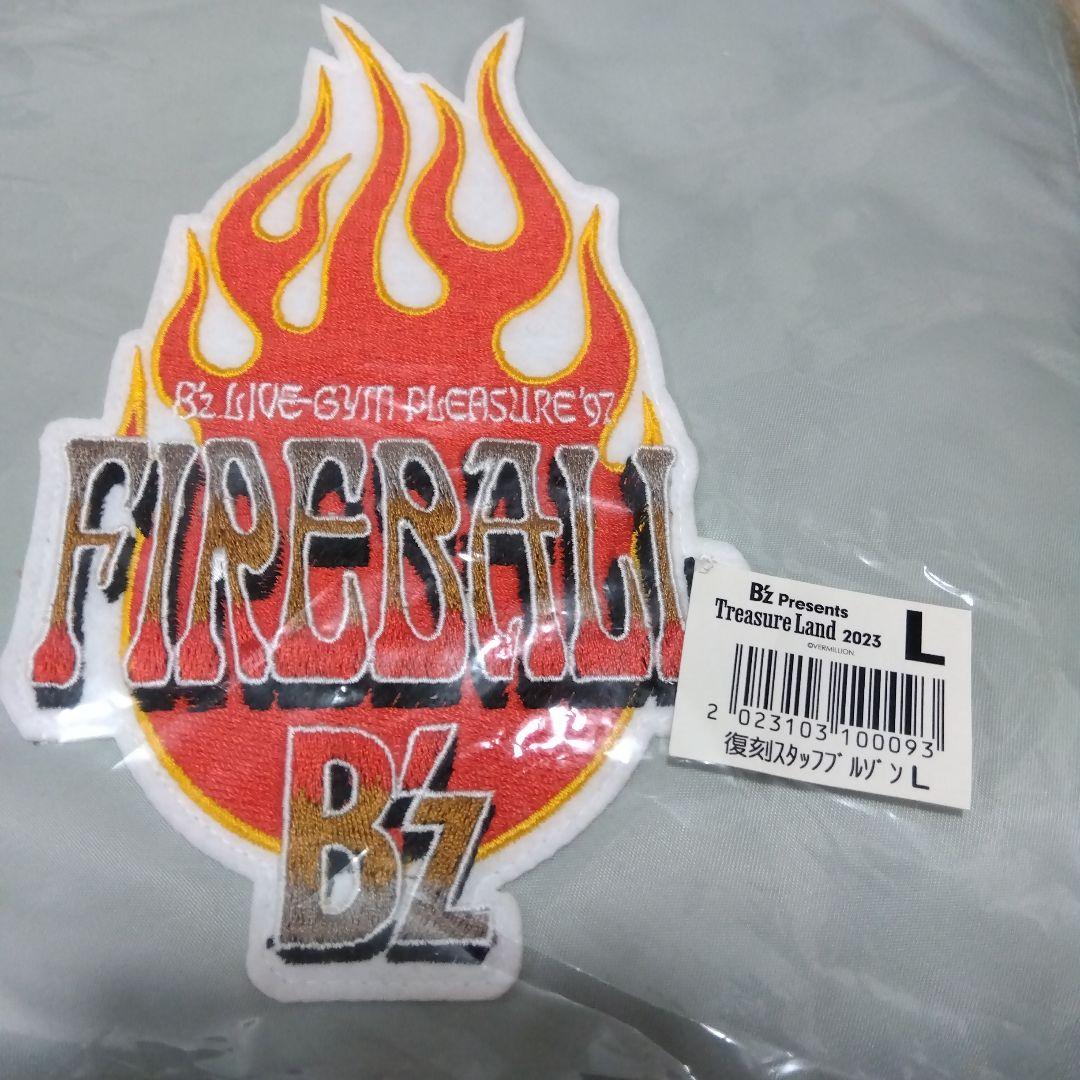 B'z LIVE-GYM PLEASURE'97
FIREBALL
B'z
B'z Presents
Treasure Land 2023
L
©VERMILLION
2 023103 100093
復刻ｽﾀｯﾌﾌﾞﾙｿﾞﾝ L